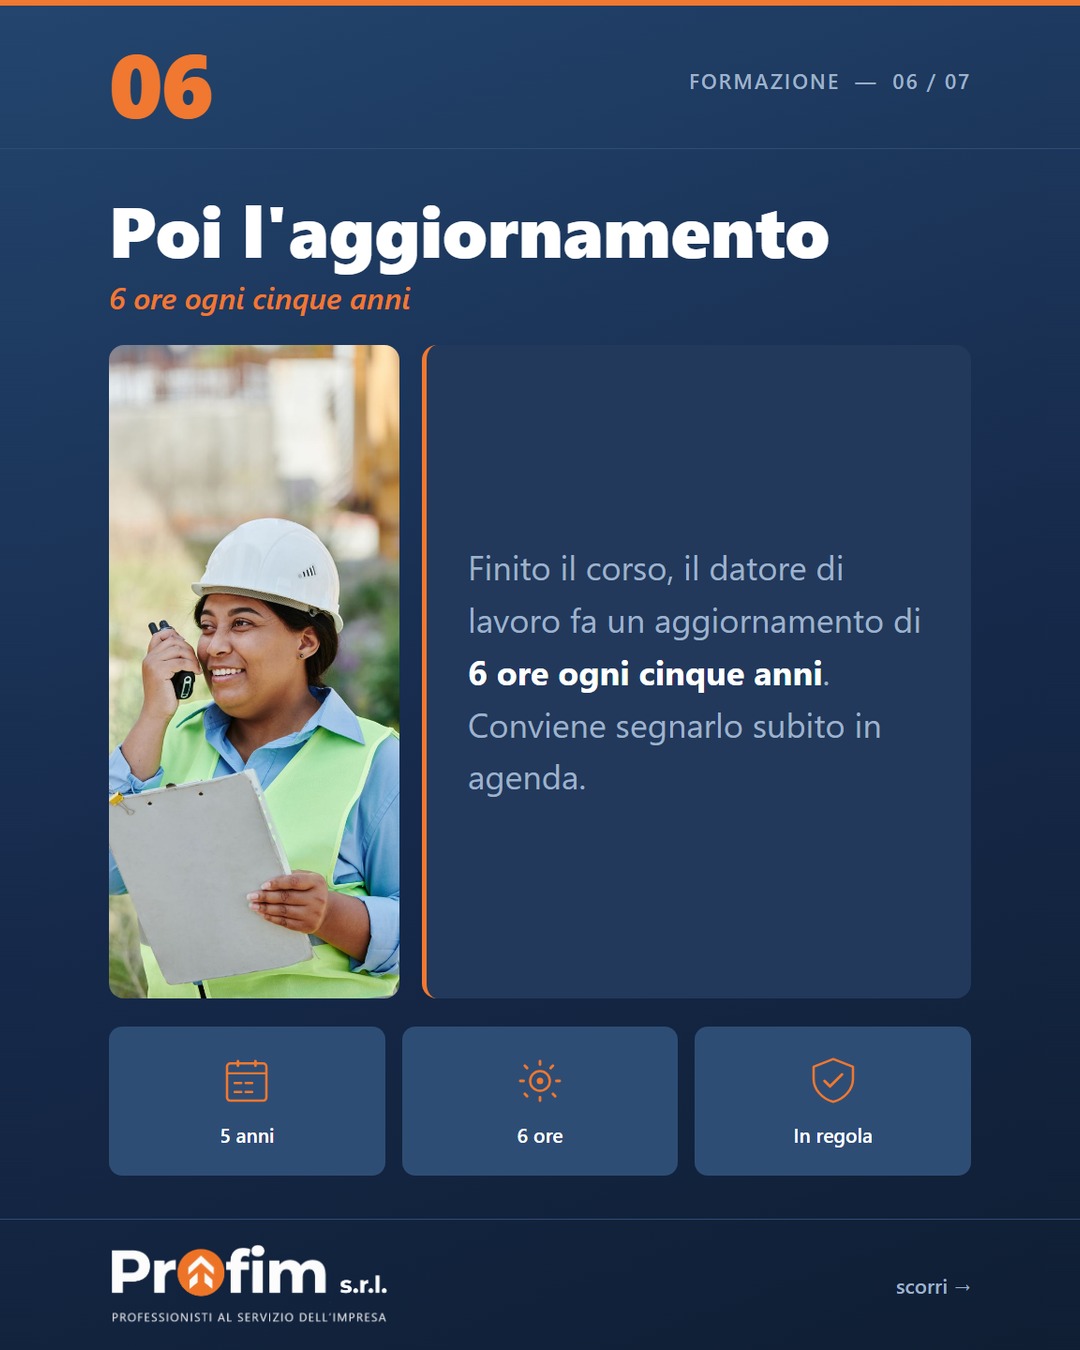 06
FORMAZIONE — 06 / 07
Poi l'aggiornamento
6 ore ogni cinque anni
Finito il corso, il datore di
lavoro fa un aggiornamento di
6 ore ogni cinque anni.
Conviene segnarlo subito in
agenda.
5 anni
6 ore
In regola
Profim s.r.l.
PROFESSIONISTI AL SERVIZIO DELL'IMPRESA
scorri →